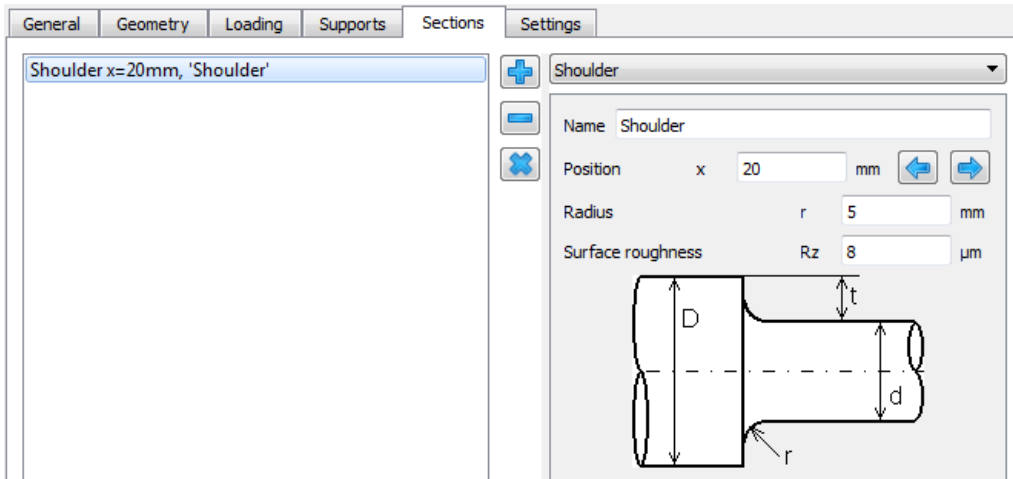 General Geometry Loading Supports Sections Settings
Shoulder x=20mm, 'Shoulder'
Shoulder
Name Shoulder
Position x 20 mm
Radius r 5 mm
Surface roughness Rz 8 µm
t
D
d
r